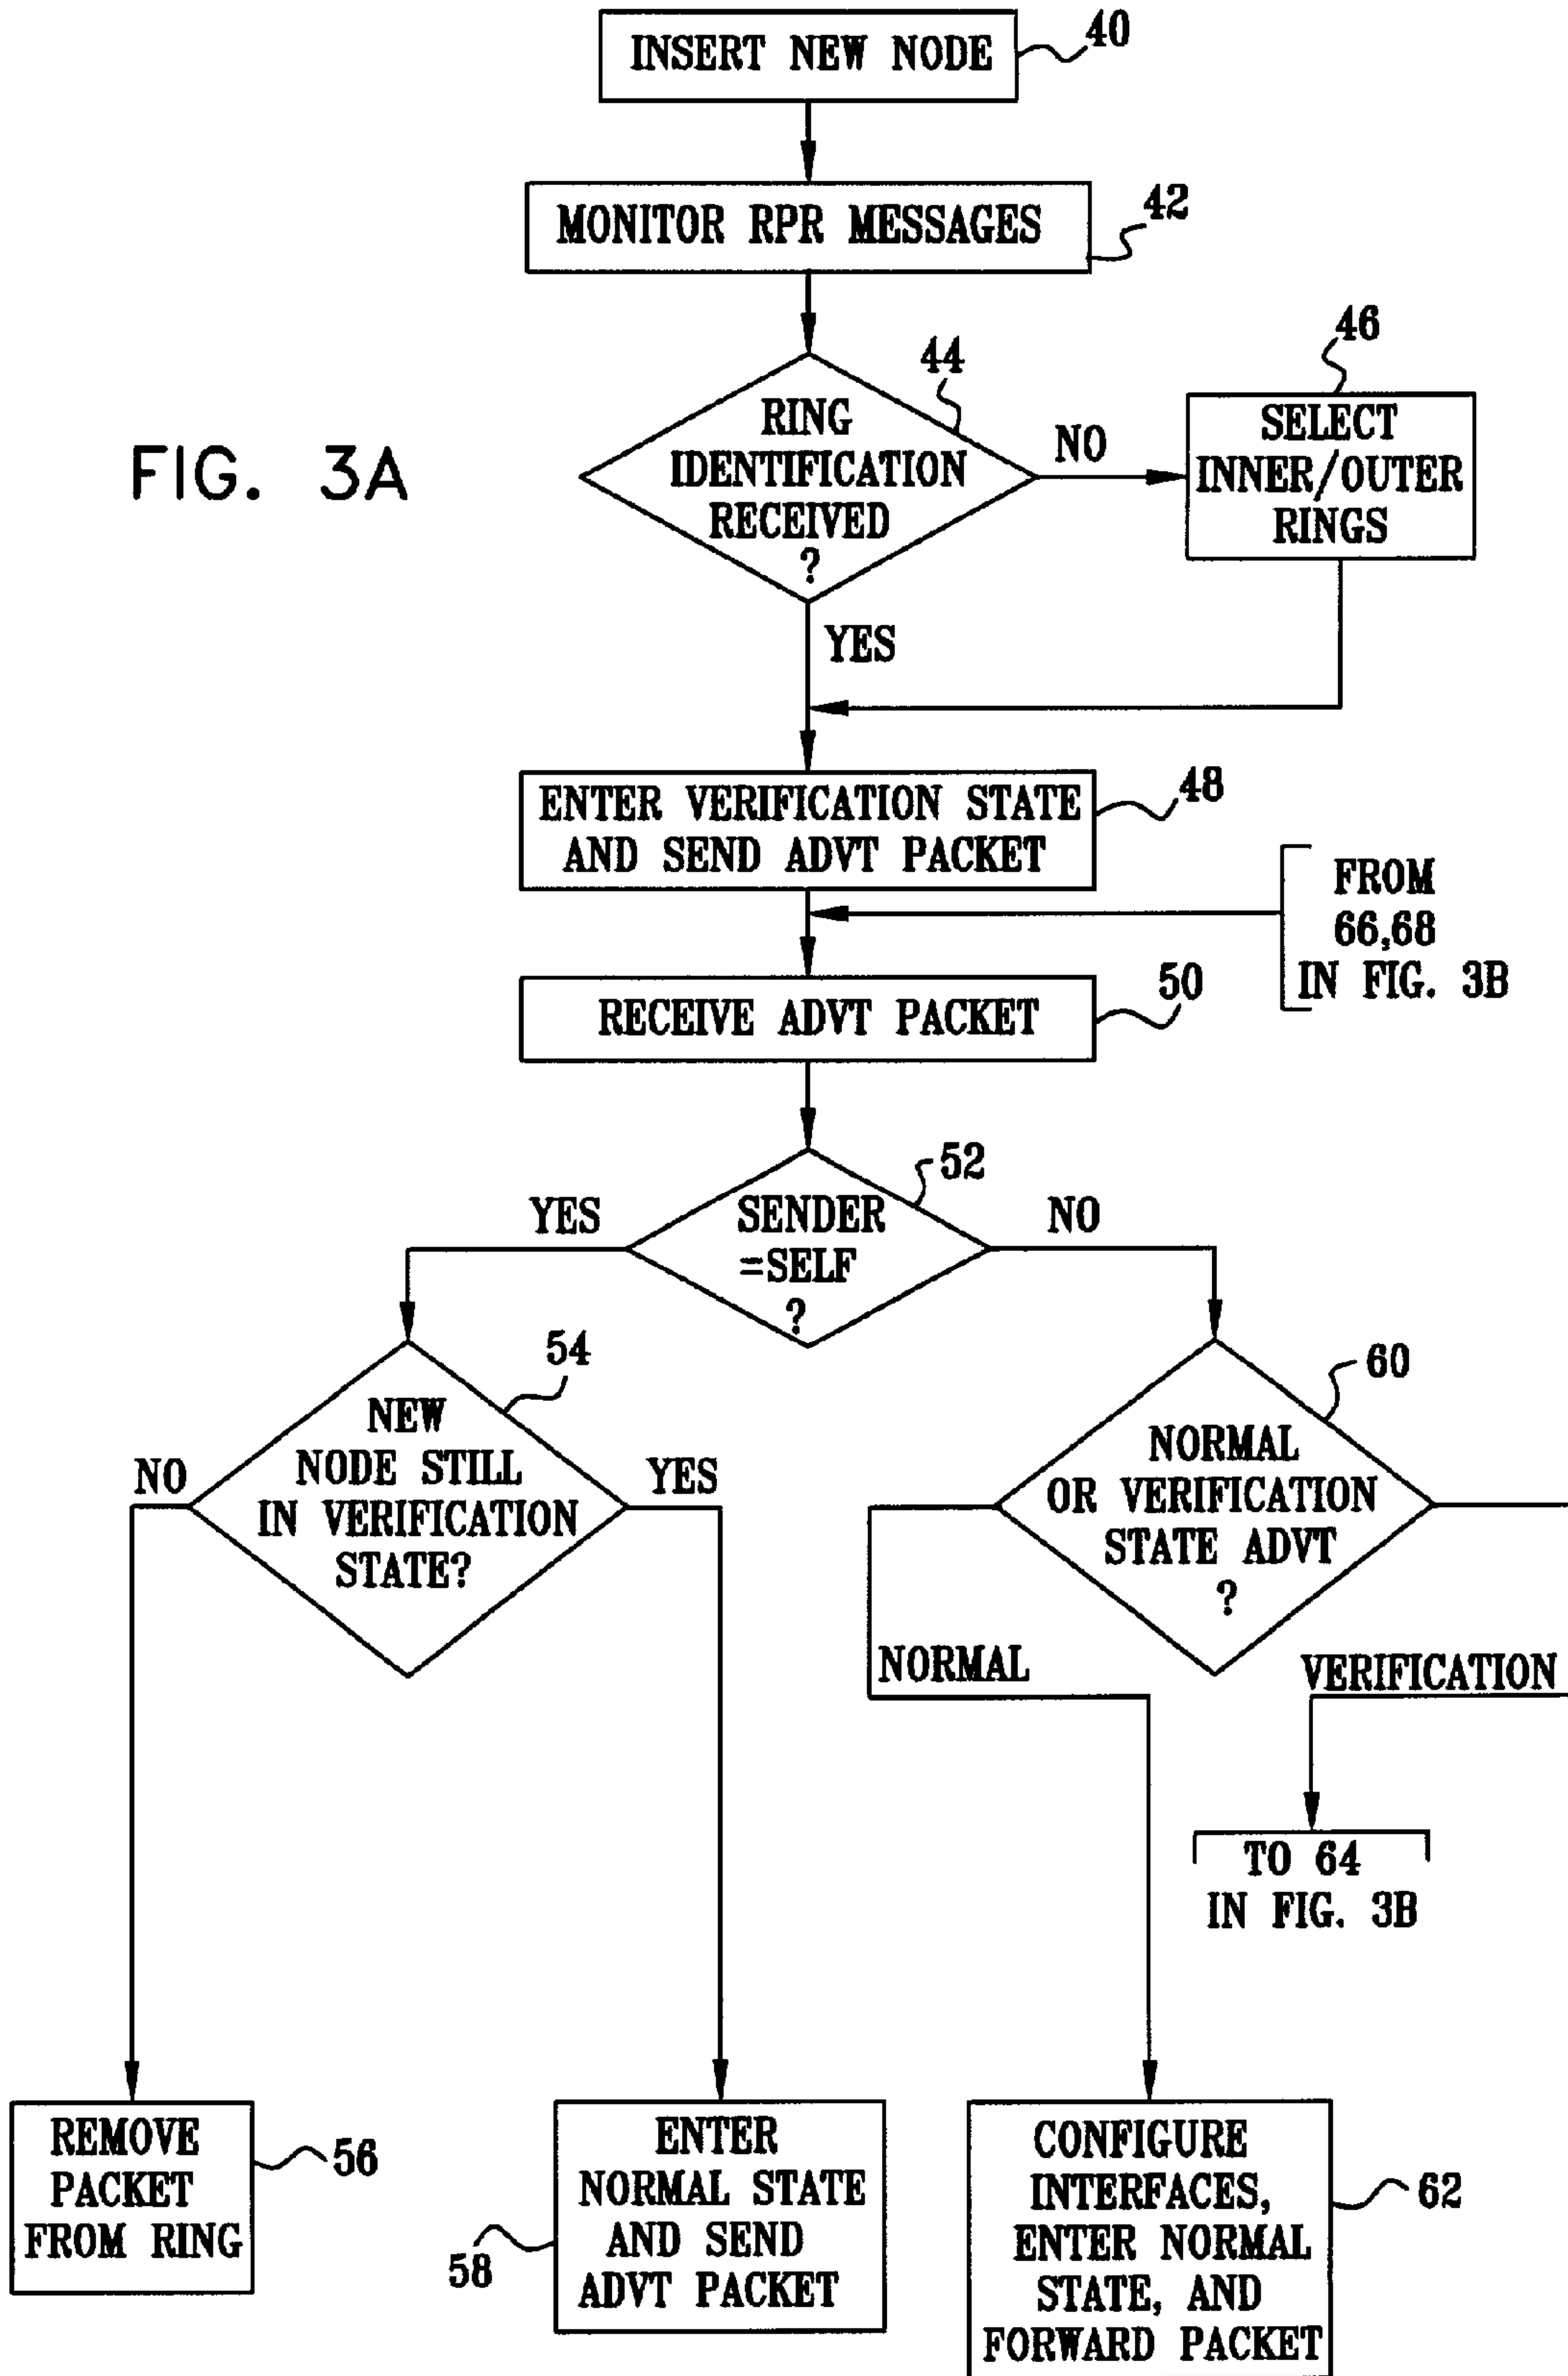 INSERT NEW NODE
40
MONITOR RPR MESSAGES
42
44
RING
IDENTIFICATION
RECEIVED
?
NO
46
SELECT
INNER/OUTER
RINGS
FIG. 3A
YES
ENTER VERIFICATION STATE
AND SEND ADVT PACKET
48
FROM
66,68
IN FIG. 3B
RECEIVE ADVT PACKET
50
52
SENDER
=SELF
?
YES
NO
54
NEW
NODE STILL
IN VERIFICATION
STATE?
NO
YES
60
NORMAL
OR VERIFICATION
STATE ADVT
?
NORMAL
VERIFICATION
TO 64
IN FIG. 3B
REMOVE
PACKET
FROM RING
56
ENTER
NORMAL STATE
AND SEND
ADVT PACKET
58
CONFIGURE
INTERFACES,
ENTER NORMAL
STATE, AND
FORWARD PACKET
62